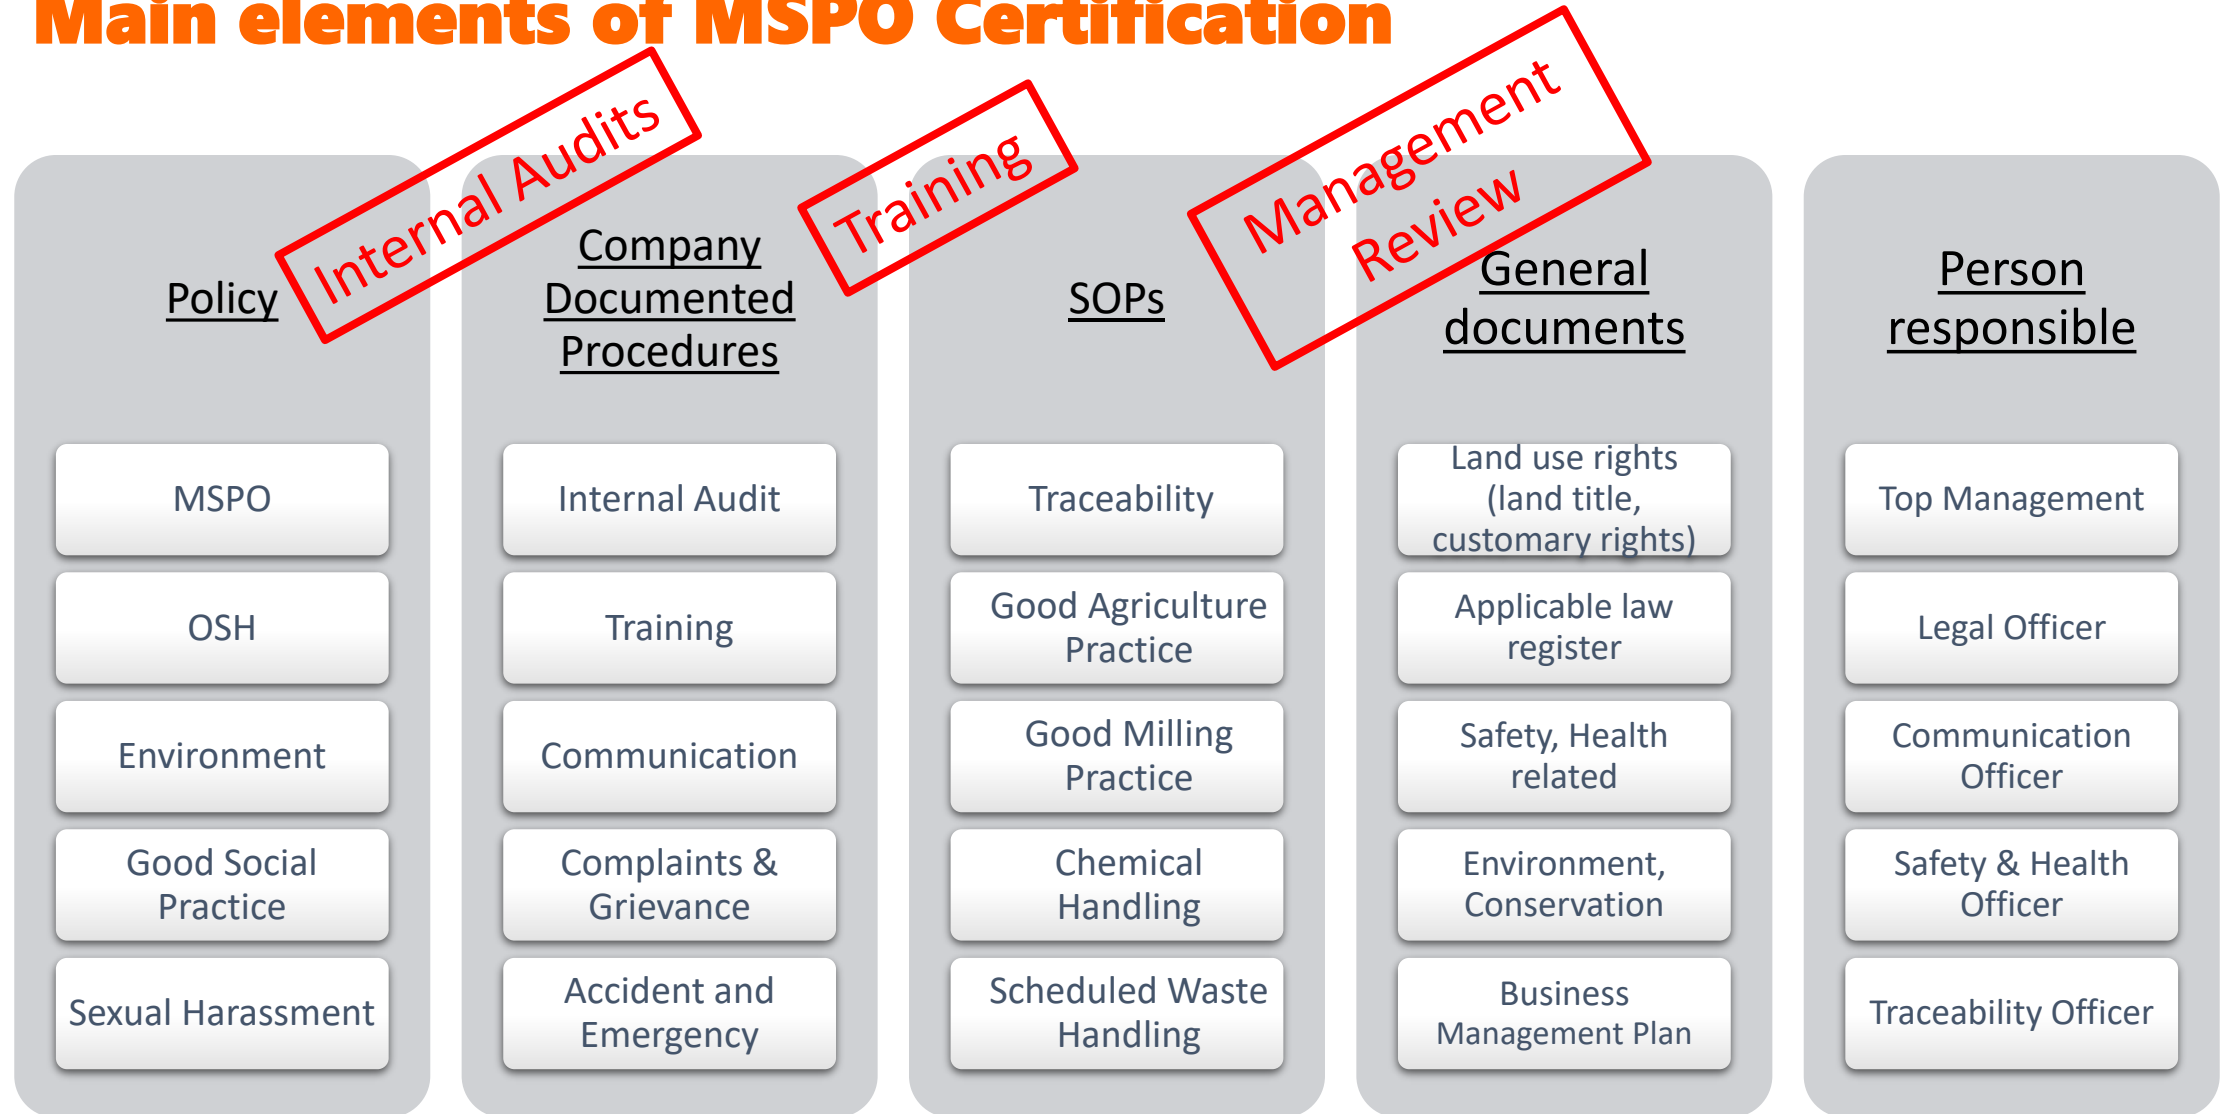 Main elements of MSPO Certification
Internal Audits
Training
Management
Review
Policy
MSPO
OSH
Environment
Good Social
Practice
Sexual Harassment
Company
Documented
Procedures
Internal Audit
Training
Communication
Complaints &
Grievance
Accident and
Emergency
SOPs
Traceability
Good Agriculture
Practice
Good Milling
Practice
Chemical
Handling
Scheduled Waste
Handling
General
documents
Land use rights
(land title,
customary rights)
Applicable law
register
Safety, Health
related
Environment,
Conservation
Business
Management Plan
Person
responsible
Top Management
Legal Officer
Communication
Officer
Safety & Health
Officer
Traceability Officer